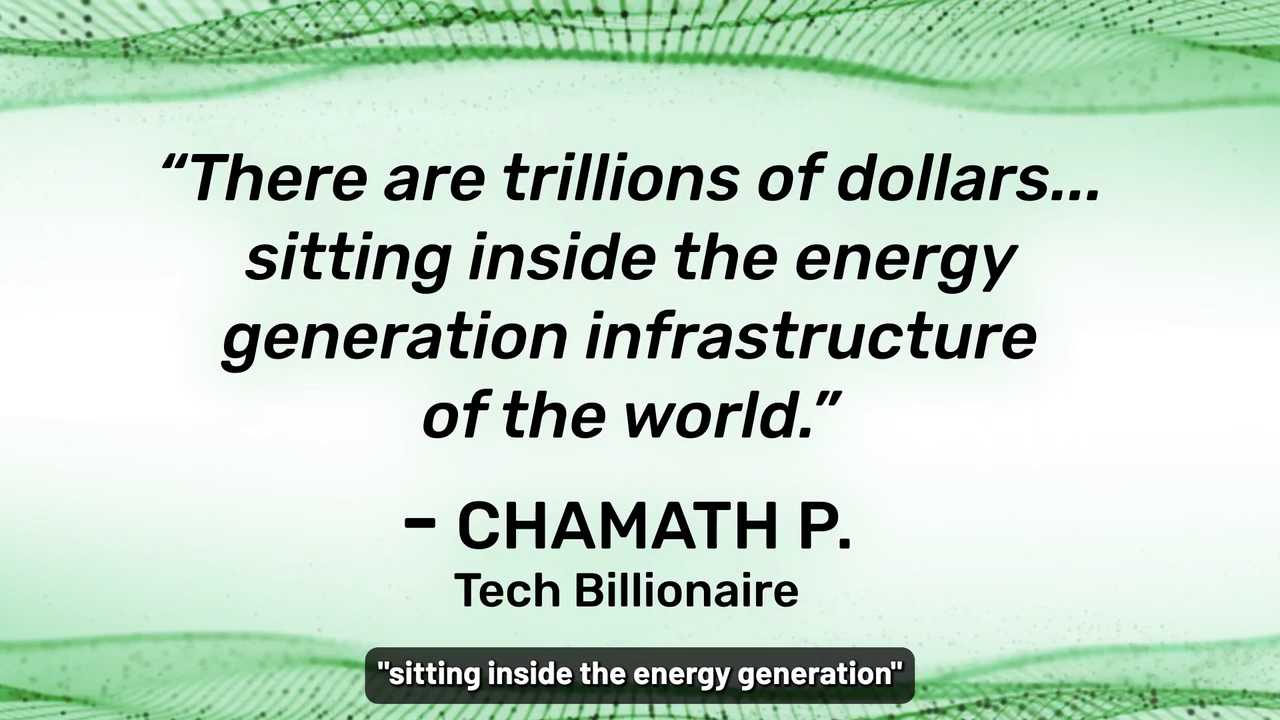 “There are trillions of dollars...
sitting inside the energy
generation infrastructure
of the world.”
– CHAMATH P.
Tech Billionaire
"sitting inside the energy generation"